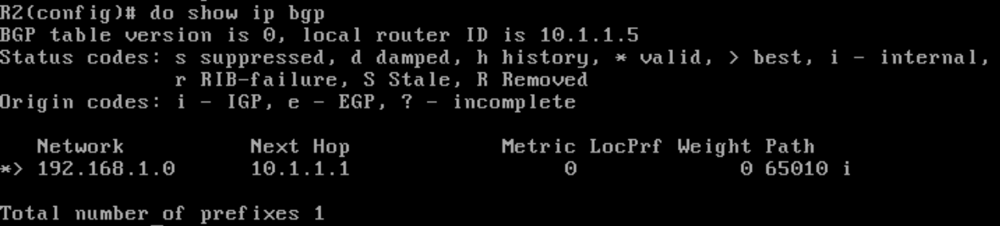 R2(config)# do show ip bgp
BGP table version is 0, local router ID is 10.1.1.5
Status codes: s suppressed, d damped, h history, * valid, > best, i - internal,
              r RIB-failure, S Stale, R Removed
Origin codes: i - IGP, e - EGP, ? - incomplete

   Network          Next Hop            Metric LocPrf Weight Path
*> 192.168.1.0      10.1.1.1                 0             0 65010 i

Total number of prefixes 1